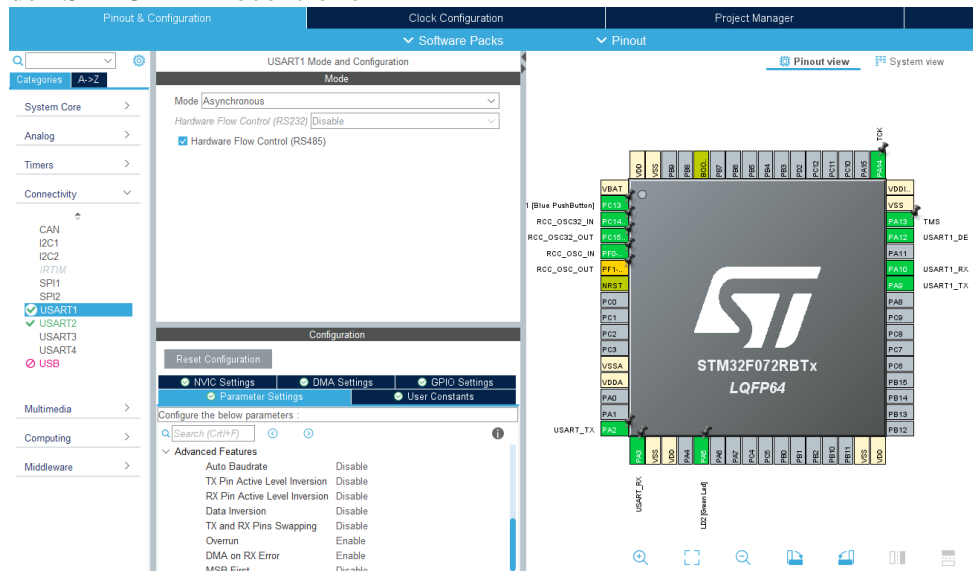 Pinout & Configuration
Clock Configuration
Project Manager
Software Packs
Pinout
USART1 Mode and Configuration
Mode
Pinout view
System view
Categories A->Z
System Core
Analog
Timers
Connectivity
CAN
I2C1
I2C2
IRTIM
SPI1
SPI2
USART1
USART2
USART3
USART4
USB
Multimedia
Computing
Middleware
Mode Asynchronous
Hardware Flow Control (RS232) Disable
Hardware Flow Control (RS485)
Configuration
Reset Configuration
NVIC Settings
DMA Settings
GPIO Settings
Parameter Settings
User Constants
Configure the below parameters :
Search (Crtl+F)
Advanced Features
Auto Baudrate Disable
TX Pin Active Level Inversion Disable
RX Pin Active Level Inversion Disable
Data Inversion Disable
TX and RX Pins Swapping Disable
Overrun Enable
DMA on RX Error Enable
MSB First Disable
TCK
VDD VSS PB9 PB8 BOO.. PB7 PB6 PB5 PB4 PB3 PD2 PC12 PC11 PC10 PA15 PA14..
VBAT
1 [Blue PushButton] PC13
RCC_OSC32_IN PC14..
RCC_OSC32_OUT PC15..
RCC_OSC_IN PF0-..
RCC_OSC_OUT PF1-..
NRST
PC0
PC1
PC2
PC3
VSSA
VDDA
PA0
PA1
USART_TX PA2
STM32F072RBTx
LQFP64
VDDI..
VSS
PA13 TMS
PA12 USART1_DE
PA11
PA10 USART1_RX
PA9 USART1_TX
PA8
PC9
PC8
PC7
PC6
PB15
PB14
PB13
PB12
PA3 VSS VDD PA4 PA5 PA6 PA7 PC4 PC5 PB0 PB1 PB2 PB10 PB11 VSS VDD
USART_RX
LD2 [Green Led]